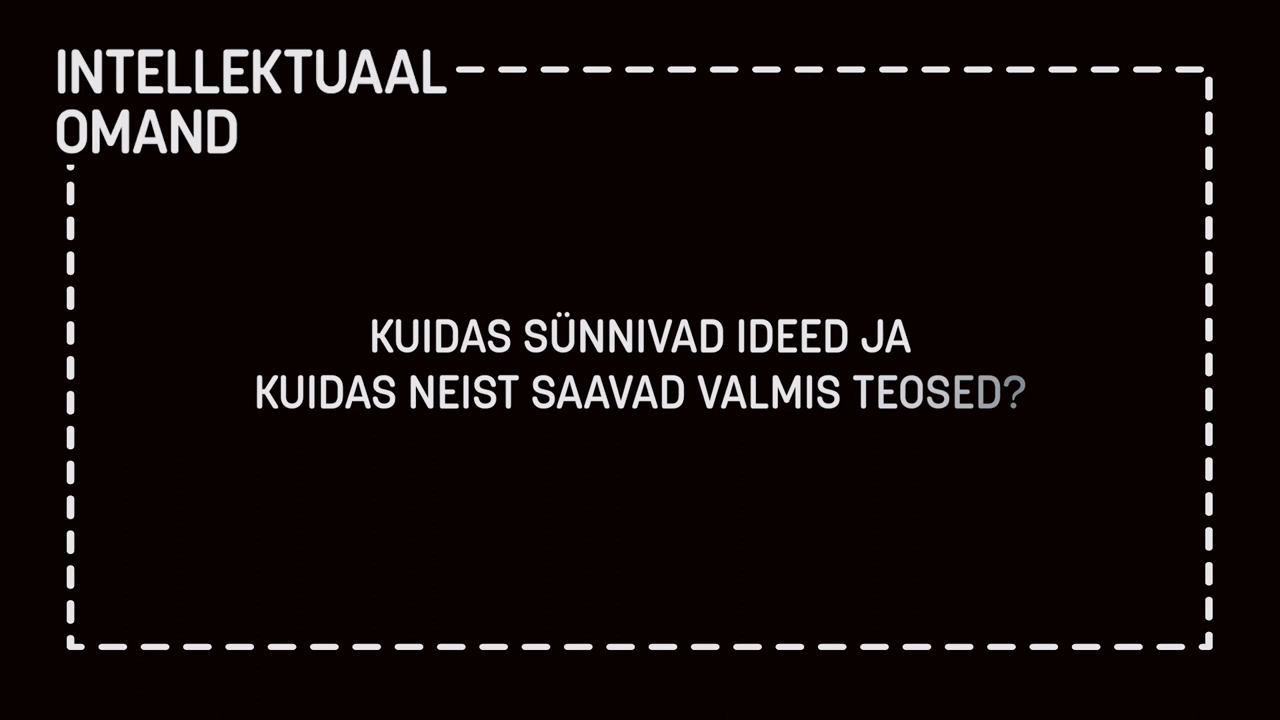 INTELLEKTUAAL
OMAND
KUIDAS SÜNNIVAD IDEED JA
KUIDAS NEIST SAAVAD VALMIS TEOSED?